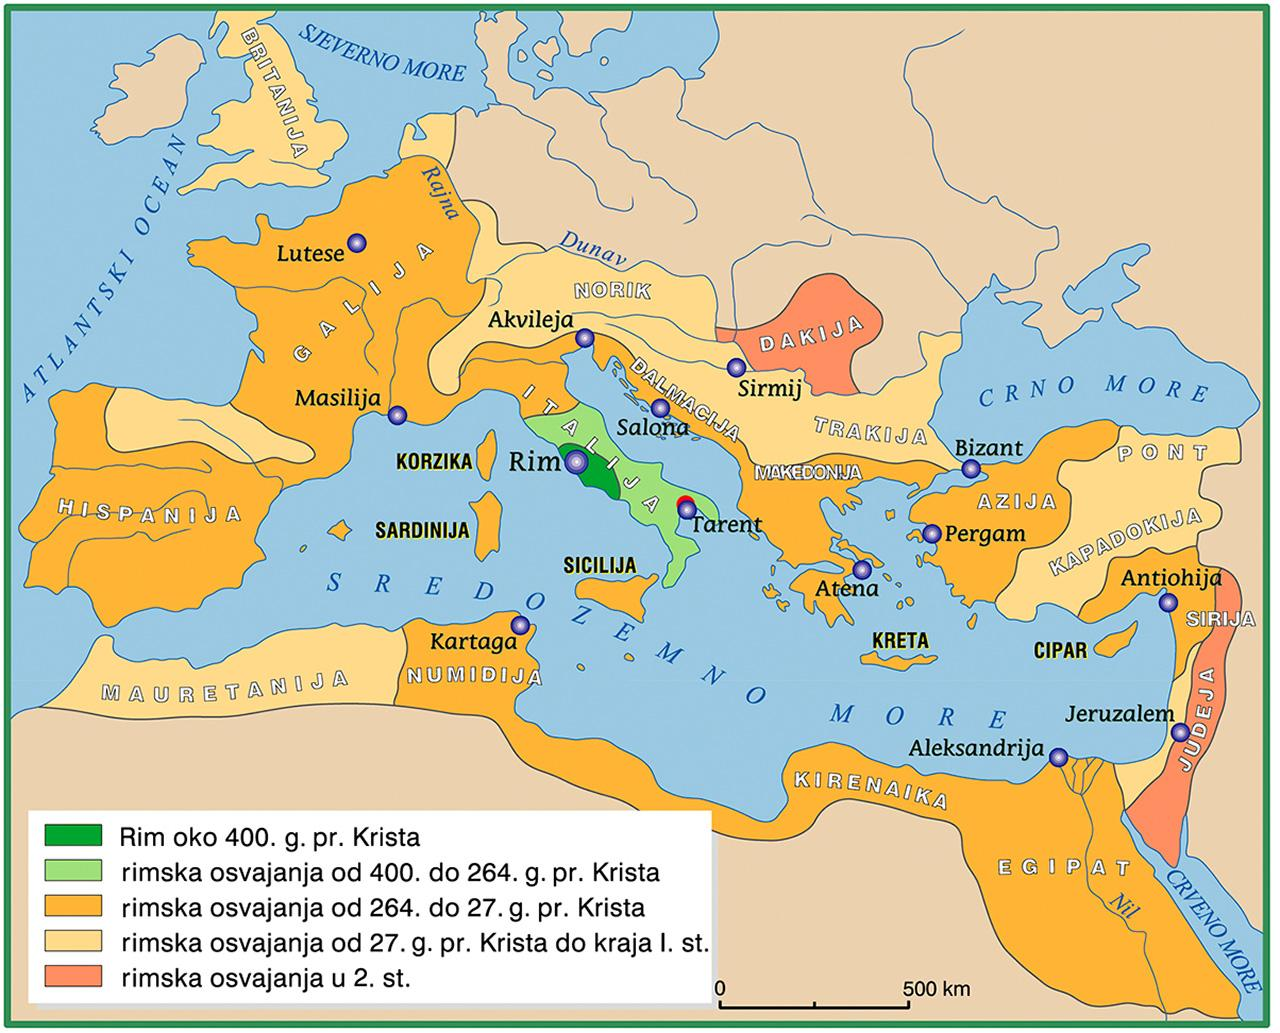 SJEVERNO MORE
BRITANIJA
ATLANTSKI OCEAN
Rajna
Lutese
GALIJA
Dunav
NORIK
Akvileja
DAKIJA
Sirmij
DALMACIJA
Masilija
ITALIJA
Salona
CRNO MORE
TRAKIJA
Bizant
PONT
KORZIKA
Rim
MAKEDONIJA
AZIJA
HISPANIJA
SARDINIJA
Tarent
Pergam
KAPADOKIJA
SICILIJA
Atena
Antiohija
SREDOZEMNO MORE
SIRIJA
Kartaga
KRETA
CIPAR
MAURETANIJA
NUMIDIJA
JUDEJA
Jeruzalem
Aleksandrija
KIRENAIKA
EGIPAT
Nil
CRVENO MORE
Rim oko 400. g. pr. Krista
rimska osvajanja od 400. do 264. g. pr. Krista
rimska osvajanja od 264. do 27. g. pr. Krista
rimska osvajanja od 27. g. pr. Krista do kraja I. st.
rimska osvajanja u 2. st.
0 500 km